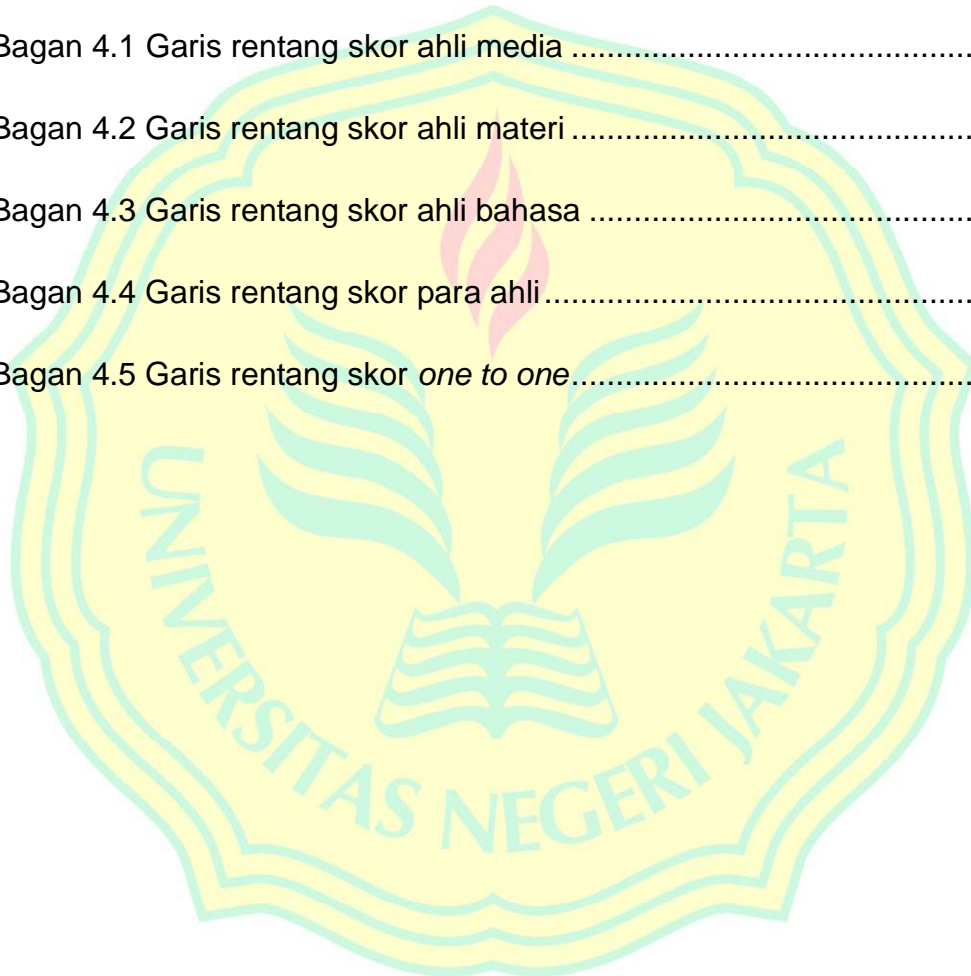 Bagan 4.1 Garis rentang skor ahli media ..............................................
Bagan 4.2 Garis rentang skor ahli materi ..............................................
Bagan 4.3 Garis rentang skor ahli bahasa ............................................
Bagan 4.4 Garis rentang skor para ahli.................................................
Bagan 4.5 Garis rentang skor one to one..............................................
UNIVERSITAS NEGERI JAKARTA